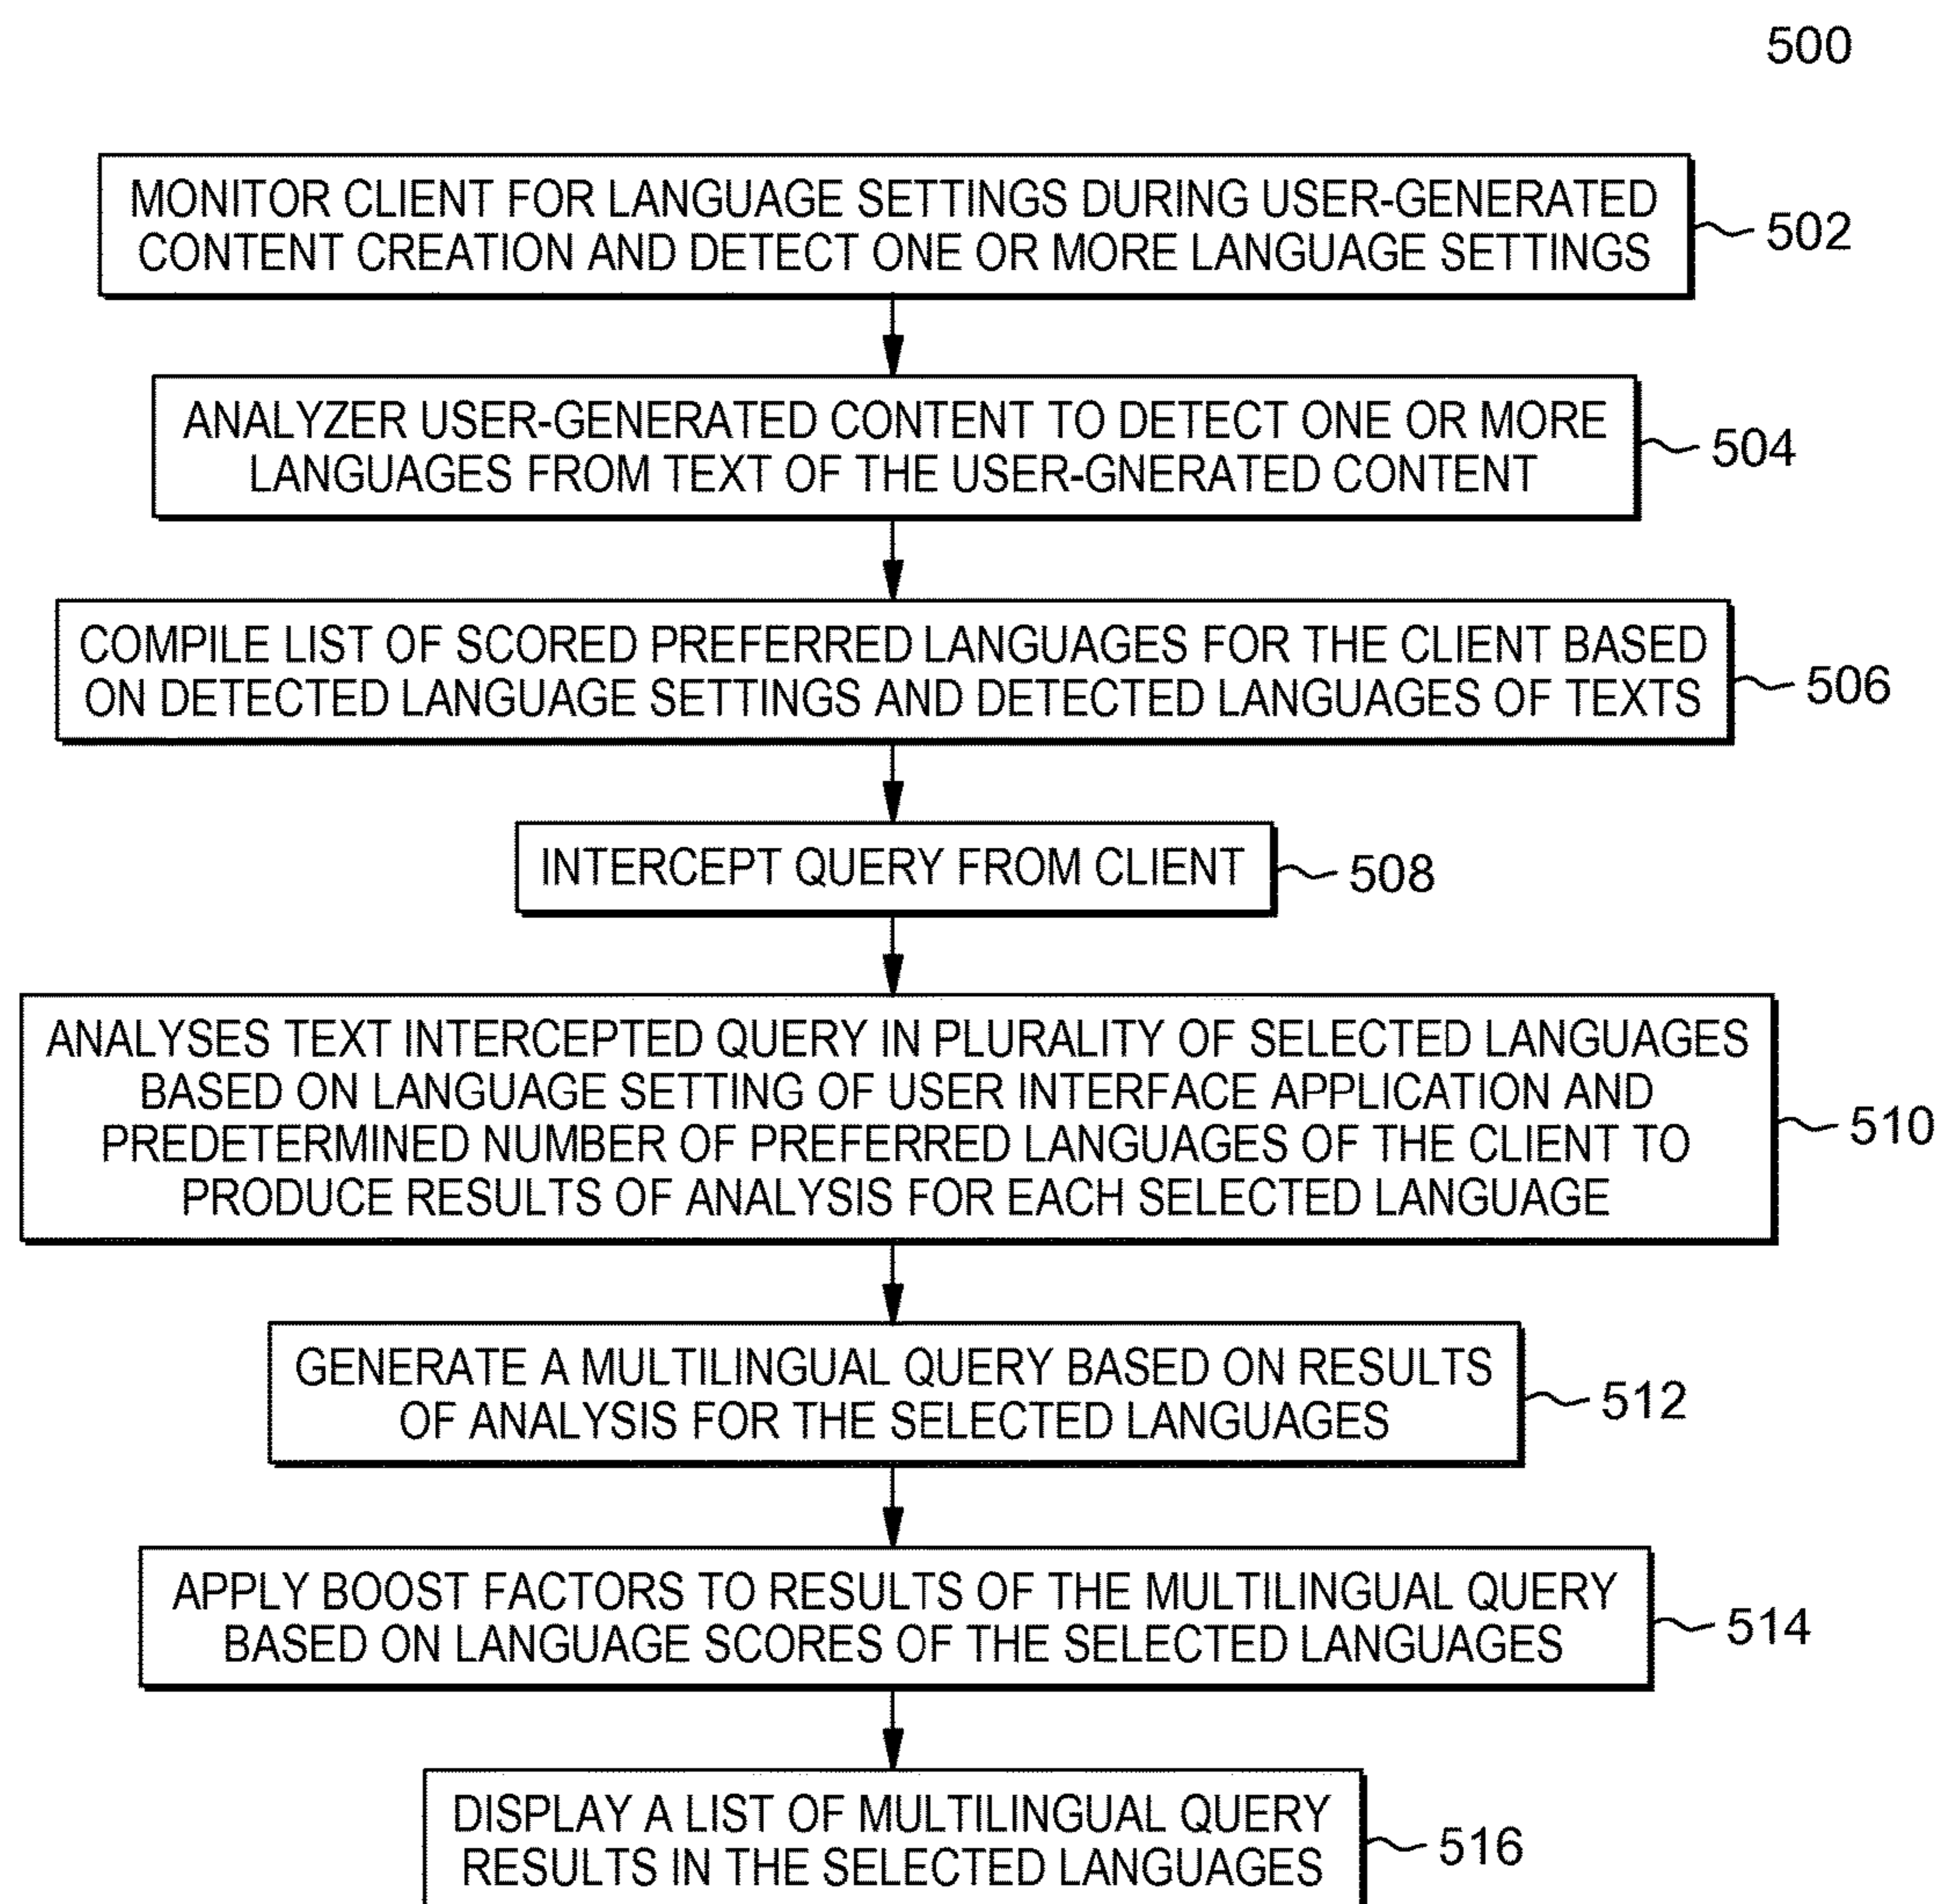 500
MONITOR CLIENT FOR LANGUAGE SETTINGS DURING USER-GENERATED
CONTENT CREATION AND DETECT ONE OR MORE LANGUAGE SETTINGS
502
ANALYZER USER-GENERATED CONTENT TO DETECT ONE OR MORE
LANGUAGES FROM TEXT OF THE USER-GNERATED CONTENT
504
COMPILE LIST OF SCORED PREFERRED LANGUAGES FOR THE CLIENT BASED
ON DETECTED LANGUAGE SETTINGS AND DETECTED LANGUAGES OF TEXTS
506
INTERCEPT QUERY FROM CLIENT
508
ANALYSES TEXT INTERCEPTED QUERY IN PLURALITY OF SELECTED LANGUAGES
BASED ON LANGUAGE SETTING OF USER INTERFACE APPLICATION AND
PREDETERMINED NUMBER OF PREFERRED LANGUAGES OF THE CLIENT TO
PRODUCE RESULTS OF ANALYSIS FOR EACH SELECTED LANGUAGE
510
GENERATE A MULTILINGUAL QUERY BASED ON RESULTS
OF ANALYSIS FOR THE SELECTED LANGUAGES
512
APPLY BOOST FACTORS TO RESULTS OF THE MULTILINGUAL QUERY
BASED ON LANGUAGE SCORES OF THE SELECTED LANGUAGES
514
DISPLAY A LIST OF MULTILINGUAL QUERY
RESULTS IN THE SELECTED LANGUAGES
516